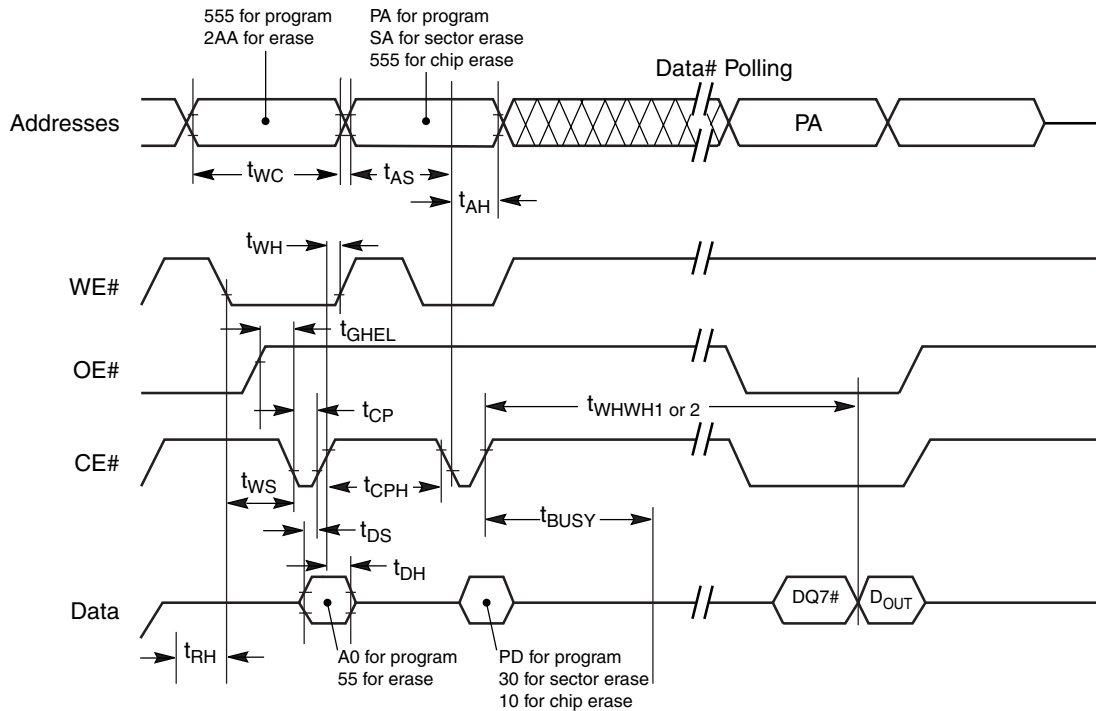 555 for program
2AA for erase
PA for program
SA for sector erase
555 for chip erase
Data# Polling
Addresses
PA
tWC
tAS
tAH
tWH
WE#
tGHEL
OE#
tWHWH1 or 2
tCP
CE#
tWS
tCPH
tBUSY
tDS
tDH
Data
DQ7#
DOUT
tRH
A0 for program
55 for erase
PD for program
30 for sector erase
10 for chip erase